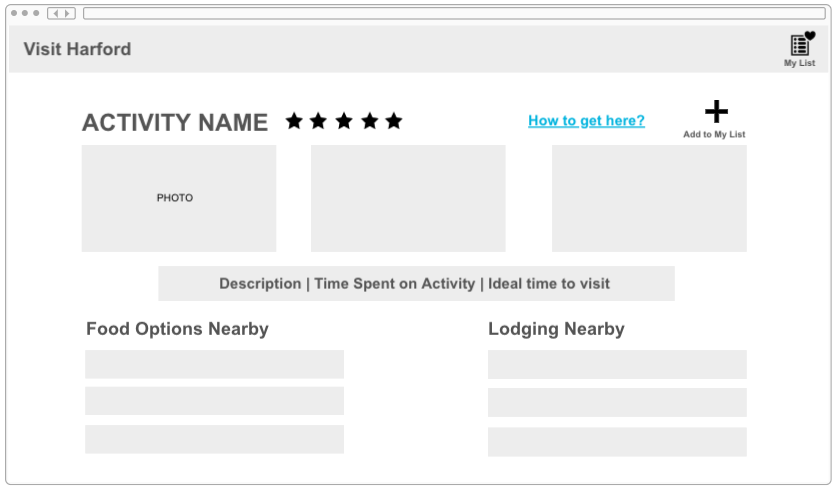 Visit Harford
My List
ACTIVITY NAME
How to get here?
Add to My List
PHOTO
Description | Time Spent on Activity | Ideal time to visit
Food Options Nearby
Lodging Nearby